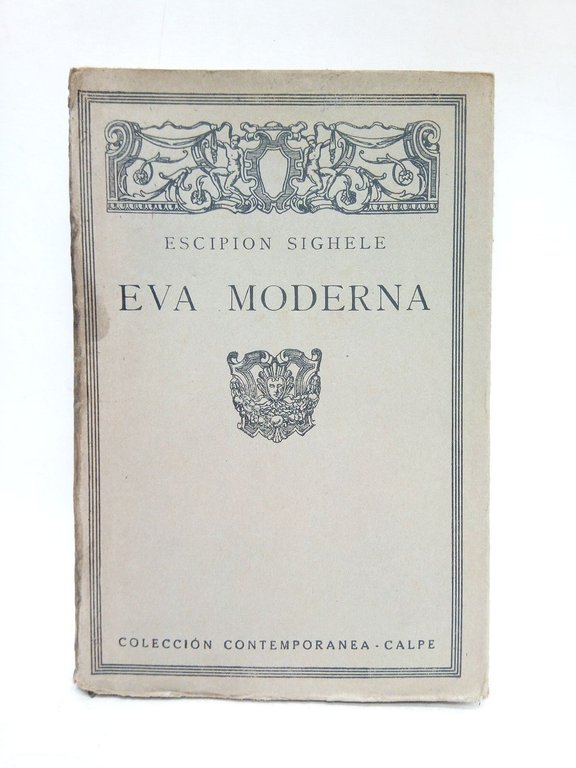 ESCIPION SIGHELE
EVA MODERNA
COLECCIÓN CONTEMPORANEA - CALPE